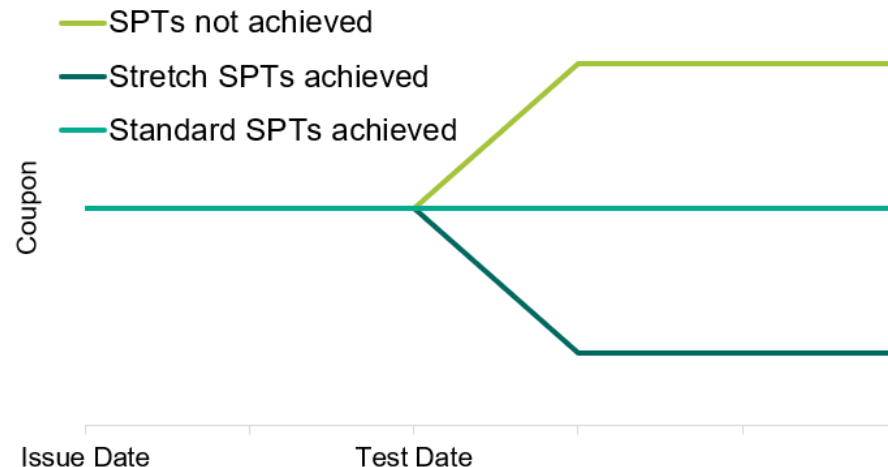 SPTs not achieved
Stretch SPTs achieved
Standard SPTs achieved
Coupon
Issue Date
Test Date